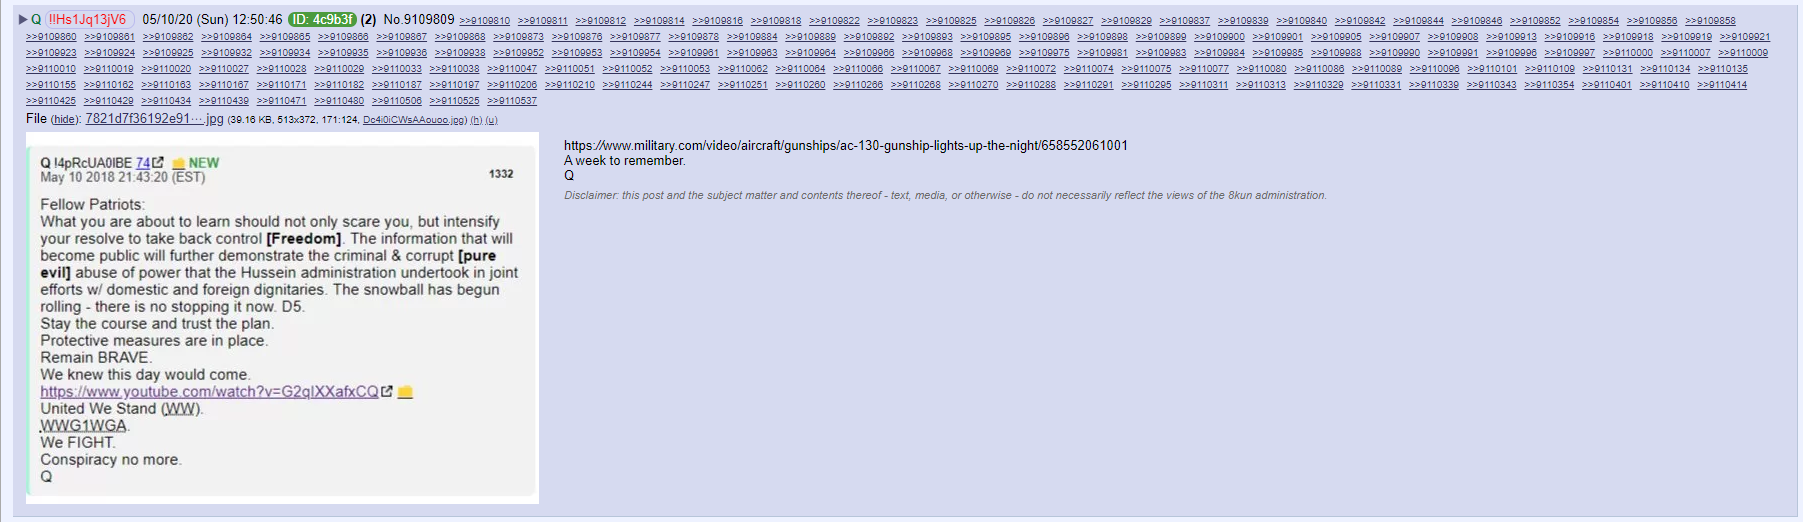 ▶ Q !!Hs1Jq13jV6 05/10/20 (Sun) 12:50:46 ID: 4c9b3f (2) No.9109809 >>9109810 >>9109811 >>9109812 >>9109814 >>9109816 >>9109818 >>9109822 >>9109823 >>9109825 >>9109826 >>9109827 >>9109829 >>9109837 >>9109839 >>9109840 >>9109842 >>9109844 >>9109846 >>9109852 >>9109854 >>9109856 >>9109858
>>9109860 >>9109861 >>9109862 >>9109864 >>9109865 >>9109866 >>9109867 >>9109868 >>9109873 >>9109876 >>9109877 >>9109878 >>9109884 >>9109889 >>9109892 >>9109893 >>9109895 >>9109896 >>9109898 >>9109899 >>9109900 >>9109901 >>9109905 >>9109907 >>9109908 >>9109913 >>9109916 >>9109918 >>9109919 >>9109921
>>9109923 >>9109924 >>9109925 >>9109932 >>9109934 >>9109935 >>9109936 >>9109938 >>9109952 >>9109953 >>9109954 >>9109961 >>9109963 >>9109964 >>9109966 >>9109968 >>9109969 >>9109975 >>9109981 >>9109983 >>9109984 >>9109985 >>9109988 >>9109990 >>9109991 >>9109996 >>9109997 >>9110000 >>9110007 >>9110009
>>9110010 >>9110019 >>9110020 >>9110027 >>9110028 >>9110029 >>9110033 >>9110038 >>9110047 >>9110051 >>9110052 >>9110053 >>9110062 >>9110064 >>9110066 >>9110067 >>9110069 >>9110072 >>9110074 >>9110075 >>9110077 >>9110080 >>9110086 >>9110089 >>9110096 >>9110101 >>9110109 >>9110131 >>9110134 >>9110135
>>9110155 >>9110162 >>9110163 >>9110167 >>9110171 >>9110182 >>9110187 >>9110197 >>9110206 >>9110210 >>9110244 >>9110247 >>9110251 >>9110260 >>9110266 >>9110268 >>9110270 >>9110288 >>9110291 >>9110295 >>9110311 >>9110313 >>9110329 >>9110331 >>9110339 >>9110343 >>9110354 >>9110401 >>9110410 >>9110414
>>9110425 >>9110429 >>9110434 >>9110439 >>9110471 >>9110480 >>9110506 >>9110525 >>9110537
File (hide): 7821d7f36192e91···.jpg (39.16 KB, 513x372, 171:124, Dc4i0iCWsAAouoo.jpg) (h) (u)
Q !4pRcUA0lBE 74 NEW
May 10 2018 21:43:20 (EST)
1332
Fellow Patriots:
What you are about to learn should not only scare you, but intensify
your resolve to take back control [Freedom]. The information that will
become public will further demonstrate the criminal & corrupt [pure
evil] abuse of power that the Hussein administration undertook in joint
efforts w/ domestic and foreign dignitaries. The snowball has begun
rolling - there is no stopping it now. D5.
Stay the course and trust the plan.
Protective measures are in place.
Remain BRAVE.
We knew this day would come.
https://www.youtube.com/watch?v=G2qIXXafxCQ
United We Stand (WW).
WWG1WGA.
We FIGHT.
Conspiracy no more.
Q
https://www.military.com/video/aircraft/gunships/ac-130-gunship-lights-up-the-night/658552061001
A week to remember.
Q
Disclaimer: this post and the subject matter and contents thereof - text, media, or otherwise - do not necessarily reflect the views of the 8kun administration.